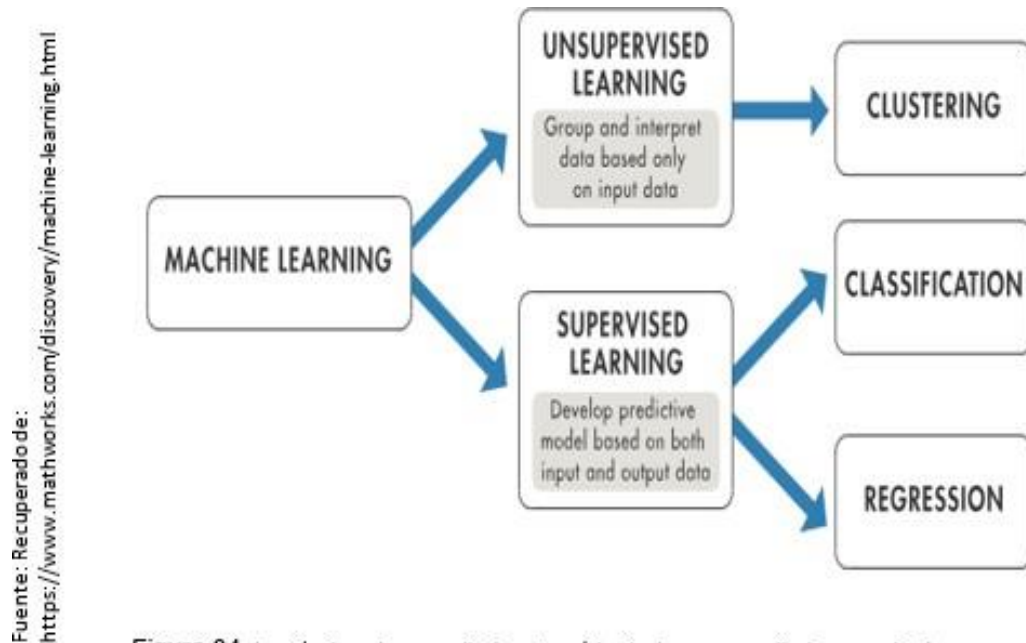 Fuente: Recuperado de:
https://www.mathworks.com/discovery/machine-learning.html
MACHINE LEARNING
UNSUPERVISED
LEARNING
Group and interpret
data based only
on input data
CLUSTERING
SUPERVISED
LEARNING
Develop predictive
model based on both
input and output data
CLASSIFICATION
REGRESSION